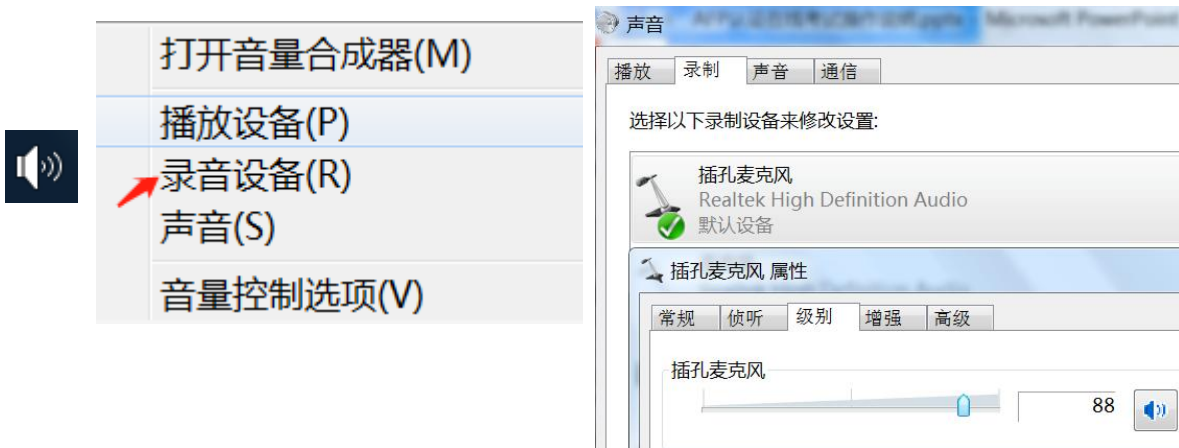 打开音量合成器(M)
播放设备(P)
录音设备(R)
声音(S)
音量控制选项(V)
声音
Microsoft PowerPoint
播放 录制 声音 通信
选择以下录制设备来修改设置:
插孔麦克风
Realtek High Definition Audio
默认设备
插孔麦克风 属性
常规 侦听 级别 增强 高级
插孔麦克风
88